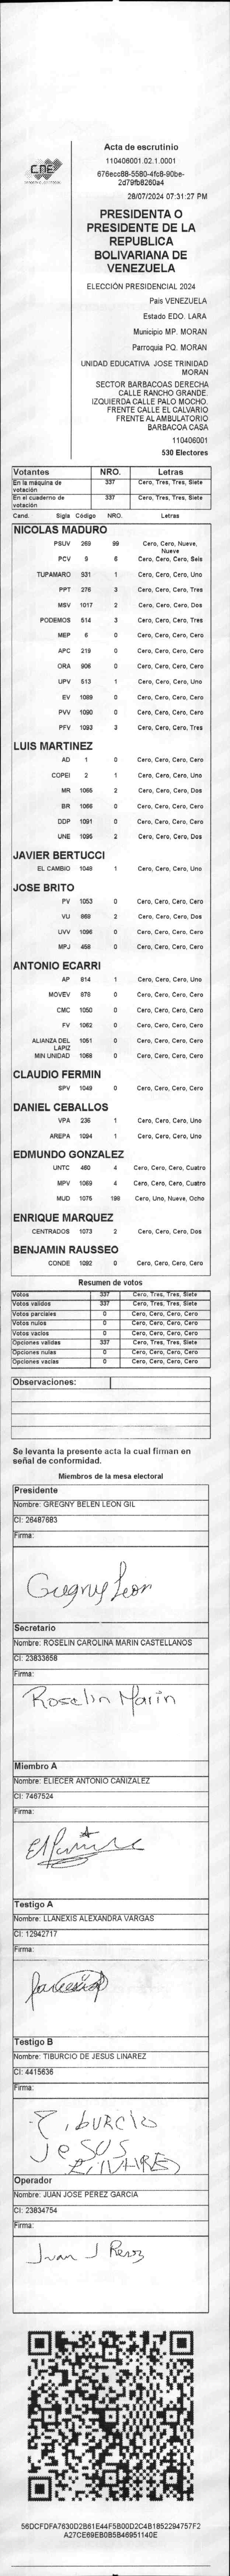 CNE
Acta de escrutinio
110406001.02.1.0001
676ecc88-5580-4fc8-90be-
2d79fb8260a4
28/07/2024 07:31:27 PM
PRESIDENTA O
PRESIDENTE DE LA
REPUBLICA
BOLIVARIANA DE
VENEZUELA
ELECCIÓN PRESIDENCIAL 2024
País VENEZUELA
Estado EDO. LARA
Municipio MP. MORAN
Parroquia PQ. MORAN
UNIDAD EDUCATIVA JOSE TRINIDAD
MORAN
SECTOR BARBACOAS DERECHA
CALLE RANCHO GRANDE.
IZQUIERDA CALLE PALO MOCHO.
FRENTE CALLE EL CALVARIO
FRENTE AL AMBULATORIO
BARBACOA CASA
110406001
530 Electores
Votantes NRO. Letras
En la máquina de votación 337 Cero, Tres, Tres, Siete
En el cuaderno de votación 337 Cero, Tres, Tres, Siete
Cand. Sigla Código NRO. Letras
NICOLAS MADURO
PSUV 269 99 Cero, Cero, Nueve, Nueve
PCV 9 6 Cero, Cero, Cero, Seis
TUPAMARO 931 1 Cero, Cero, Cero, Uno
PPT 276 3 Cero, Cero, Cero, Tres
MSV 1017 2 Cero, Cero, Cero, Dos
PODEMOS 514 3 Cero, Cero, Cero, Tres
MEP 6 0 Cero, Cero, Cero, Cero
APC 219 0 Cero, Cero, Cero, Cero
ORA 906 0 Cero, Cero, Cero, Cero
UPV 513 1 Cero, Cero, Cero, Uno
EV 1089 0 Cero, Cero, Cero, Cero
PVV 1090 0 Cero, Cero, Cero, Cero
PFV 1093 3 Cero, Cero, Cero, Tres
LUIS MARTINEZ
AD 1 0 Cero, Cero, Cero, Cero
COPEI 2 1 Cero, Cero, Cero, Uno
MR 1065 2 Cero, Cero, Cero, Dos
BR 1066 0 Cero, Cero, Cero, Cero
DDP 1091 0 Cero, Cero, Cero, Cero
UNE 1095 2 Cero, Cero, Cero, Dos
JAVIER BERTUCCI
EL CAMBIO 1048 1 Cero, Cero, Cero, Uno
JOSE BRITO
PV 1053 0 Cero, Cero, Cero, Cero
VU 868 2 Cero, Cero, Cero, Dos
UVV 1096 0 Cero, Cero, Cero, Cero
MPJ 458 0 Cero, Cero, Cero, Cero
ANTONIO ECARRI
AP 814 1 Cero, Cero, Cero, Uno
MOVEV 878 0 Cero, Cero, Cero, Cero
CMC 1050 0 Cero, Cero, Cero, Cero
FV 1062 0 Cero, Cero, Cero, Cero
ALIANZA DEL LAPIZ 1051 0 Cero, Cero, Cero, Cero
MIN UNIDAD 1068 0 Cero, Cero, Cero, Cero
CLAUDIO FERMIN
SPV 1049 0 Cero, Cero, Cero, Cero
DANIEL CEBALLOS
VPA 236 1 Cero, Cero, Cero, Uno
AREPA 1094 1 Cero, Cero, Cero, Uno
EDMUNDO GONZALEZ
UNTC 460 4 Cero, Cero, Cero, Cuatro
MPV 1069 4 Cero, Cero, Cero, Cuatro
MUD 1075 198 Cero, Uno, Nueve, Ocho
ENRIQUE MARQUEZ
CENTRADOS 1073 2 Cero, Cero, Cero, Dos
BENJAMIN RAUSSEO
CONDE 1092 0 Cero, Cero, Cero, Cero
Resumen de votos
Votos 337 Cero, Tres, Tres, Siete
Votos validos 337 Cero, Tres, Tres, Siete
Votos parciales 0 Cero, Cero, Cero, Cero
Votos nulos 0 Cero, Cero, Cero, Cero
Votos vacios 0 Cero, Cero, Cero, Cero
Opciones validas 337 Cero, Tres, Tres, Siete
Opciones nulas 0 Cero, Cero, Cero, Cero
Opciones vacias 0 Cero, Cero, Cero, Cero
Observaciones:
Se levanta la presente acta la cual firman en
señal de conformidad.
Miembros de la mesa electoral
Presidente
Nombre: GREGNY BELEN LEON GIL
CI: 26487683
Firma:
Gregny Leon
Secretario
Nombre: ROSELIN CAROLINA MARIN CASTELLANOS
CI: 23833658
Firma:
Roselin Marin
Miembro A
Nombre: ELIECER ANTONIO CAÑIZALEZ
CI: 7467524
Firma:
Testigo A
Nombre: LLANEXIS ALEXANDRA VARGAS
CI: 12942717
Firma:
Testigo B
Nombre: TIBURCIO DE JESUS LINAREZ
CI: 4415636
Firma:
TiBURCIO
JeSUS
LINAREZ
Operador
Nombre: JUAN JOSE PEREZ GARCIA
CI: 23834754
Firma:
Juan J Perez
56DCFDFA7630D2B61E44F5B00D2C4B1852294757F2
A27CE69EB0B5B46951140E